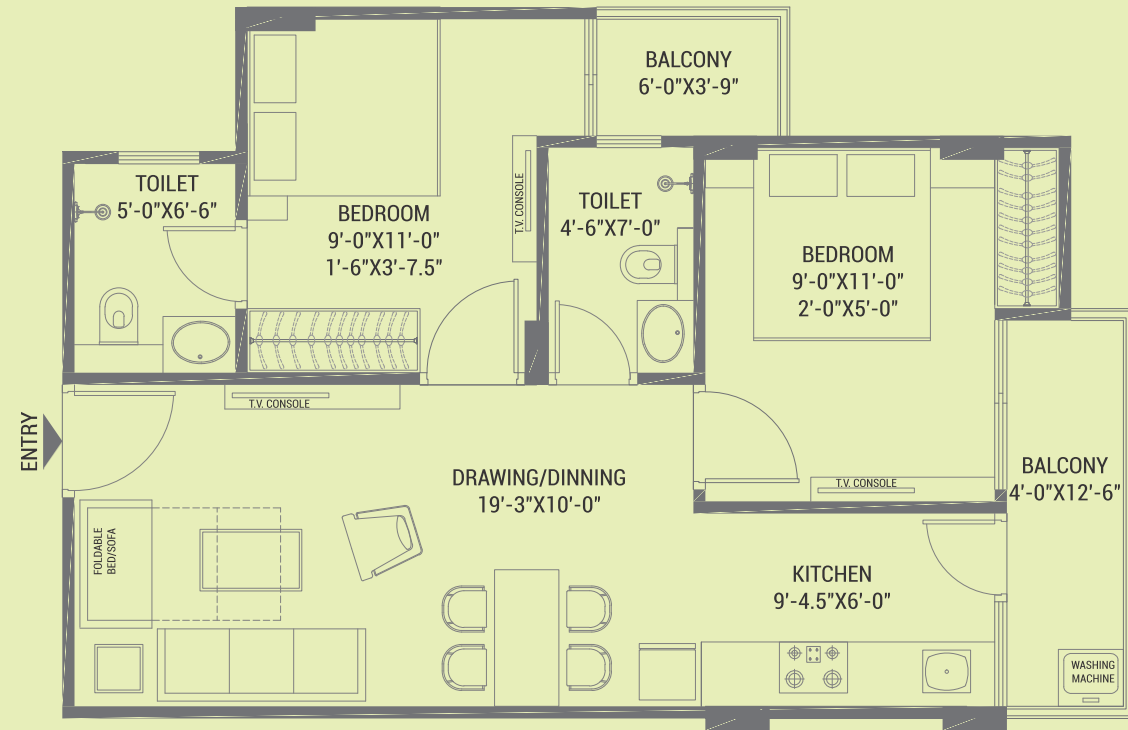 BALCONY
6'-0"X3'-9"
TOILET
5'-0"X6'-6"
BEDROOM
9'-0"X11'-0"
1'-6"X3'-7.5"
T.V. CONSOLE
TOILET
4'-6"X7'-0"
BEDROOM
9'-0"X11'-0"
2'-0"X5'-0"
T.V. CONSOLE
ENTRY
DRAWING/DINNING
19'-3"X10'-0"
T.V. CONSOLE
BALCONY
4'-0"X12'-6"
FOLDABLE
BED/SOFA
KITCHEN
9'-4.5"X6'-0"
WASHING
MACHINE